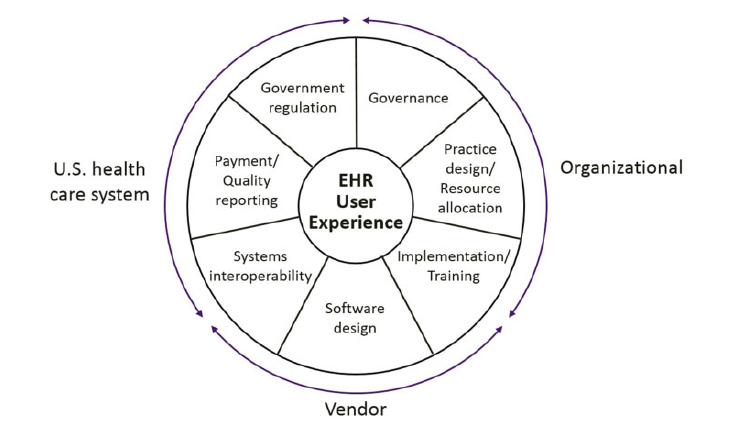 Government
regulation
Governance
Payment/
Quality
reporting
Practice
design/
Resource
allocation
U.S. health
care system
Organizational
EHR
User
Experience
Systems
interoperability
Implementation/
Training
Software
design
Vendor